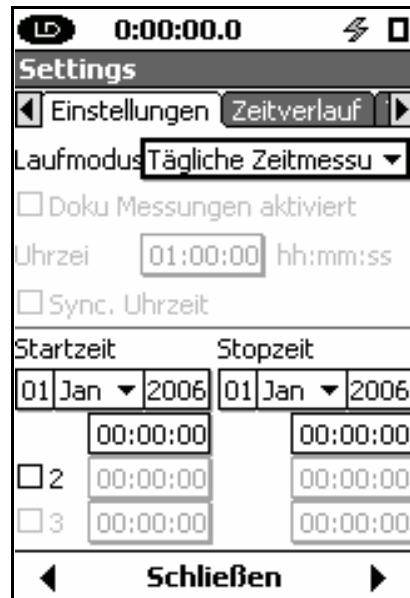 LD 0:00:00.0
Settings
Einstellungen Zeitverlauf
Laufmodus Tägliche Zeitmessu
Doku Messungen aktiviert
Uhrzei 01:00:00 hh:mm:ss
Sync. Uhrzeit
Startzeit Stopzeit
01 Jan 2006 01 Jan 2006
00:00:00 00:00:00
2 00:00:00 00:00:00
3 00:00:00 00:00:00
Schließen